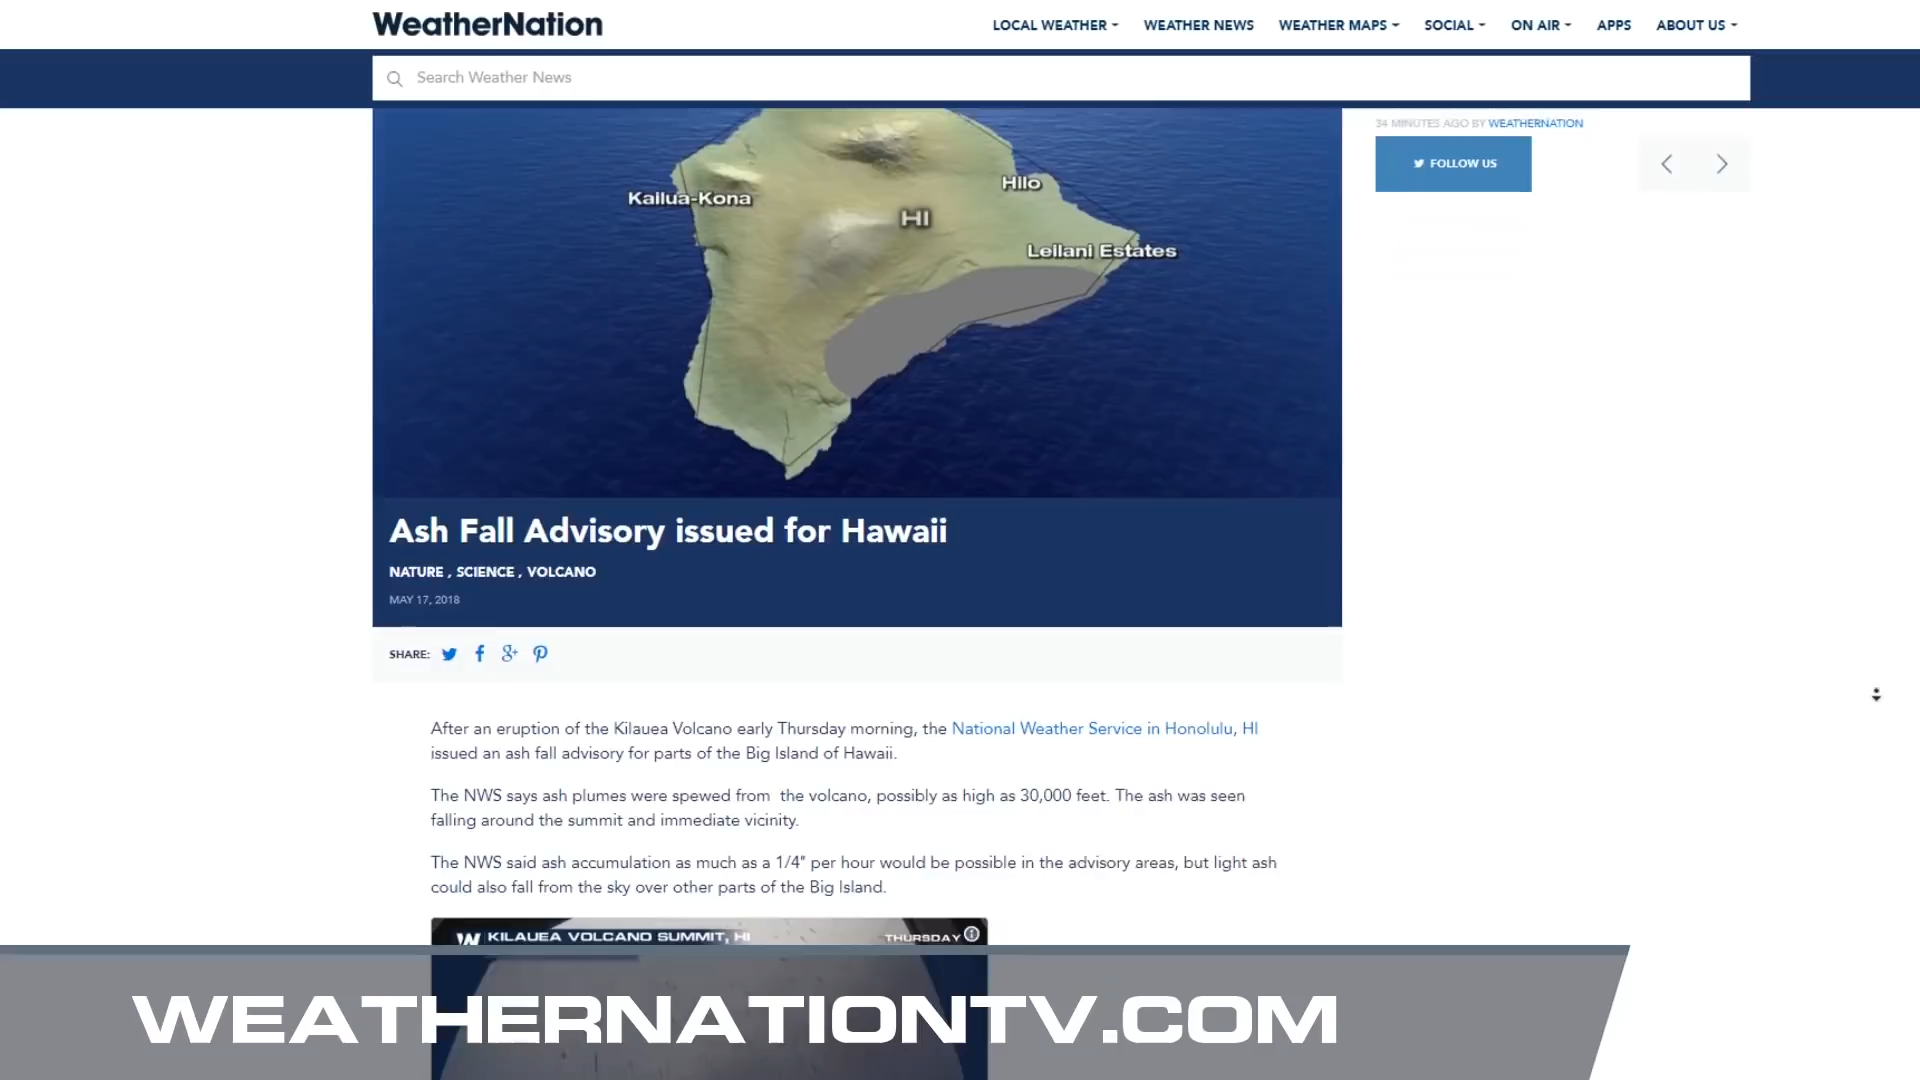 WeatherNation
LOCAL WEATHER WEATHER NEWS WEATHER MAPS SOCIAL ON AIR APPS ABOUT US
Search Weather News
34 MINUTES AGO BY WEATHERNATION
FOLLOW US
Kailua-Kona
HI
Hilo
Leilani Estates
Ash Fall Advisory issued for Hawaii
NATURE , SCIENCE , VOLCANO
MAY 17, 2018
SHARE:
After an eruption of the Kilauea Volcano early Thursday morning, the National Weather Service in Honolulu, HI
issued an ash fall advisory for parts of the Big Island of Hawaii.
The NWS says ash plumes were spewed from the volcano, possibly as high as 30,000 feet. The ash was seen
falling around the summit and immediate vicinity.
The NWS said ash accumulation as much as a 1/4″ per hour would be possible in the advisory areas, but light ash
could also fall from the sky over other parts of the Big Island.
W KILAUEA VOLCANO SUMMIT, HI THURSDAY
WEATHERNATIONTV.COM